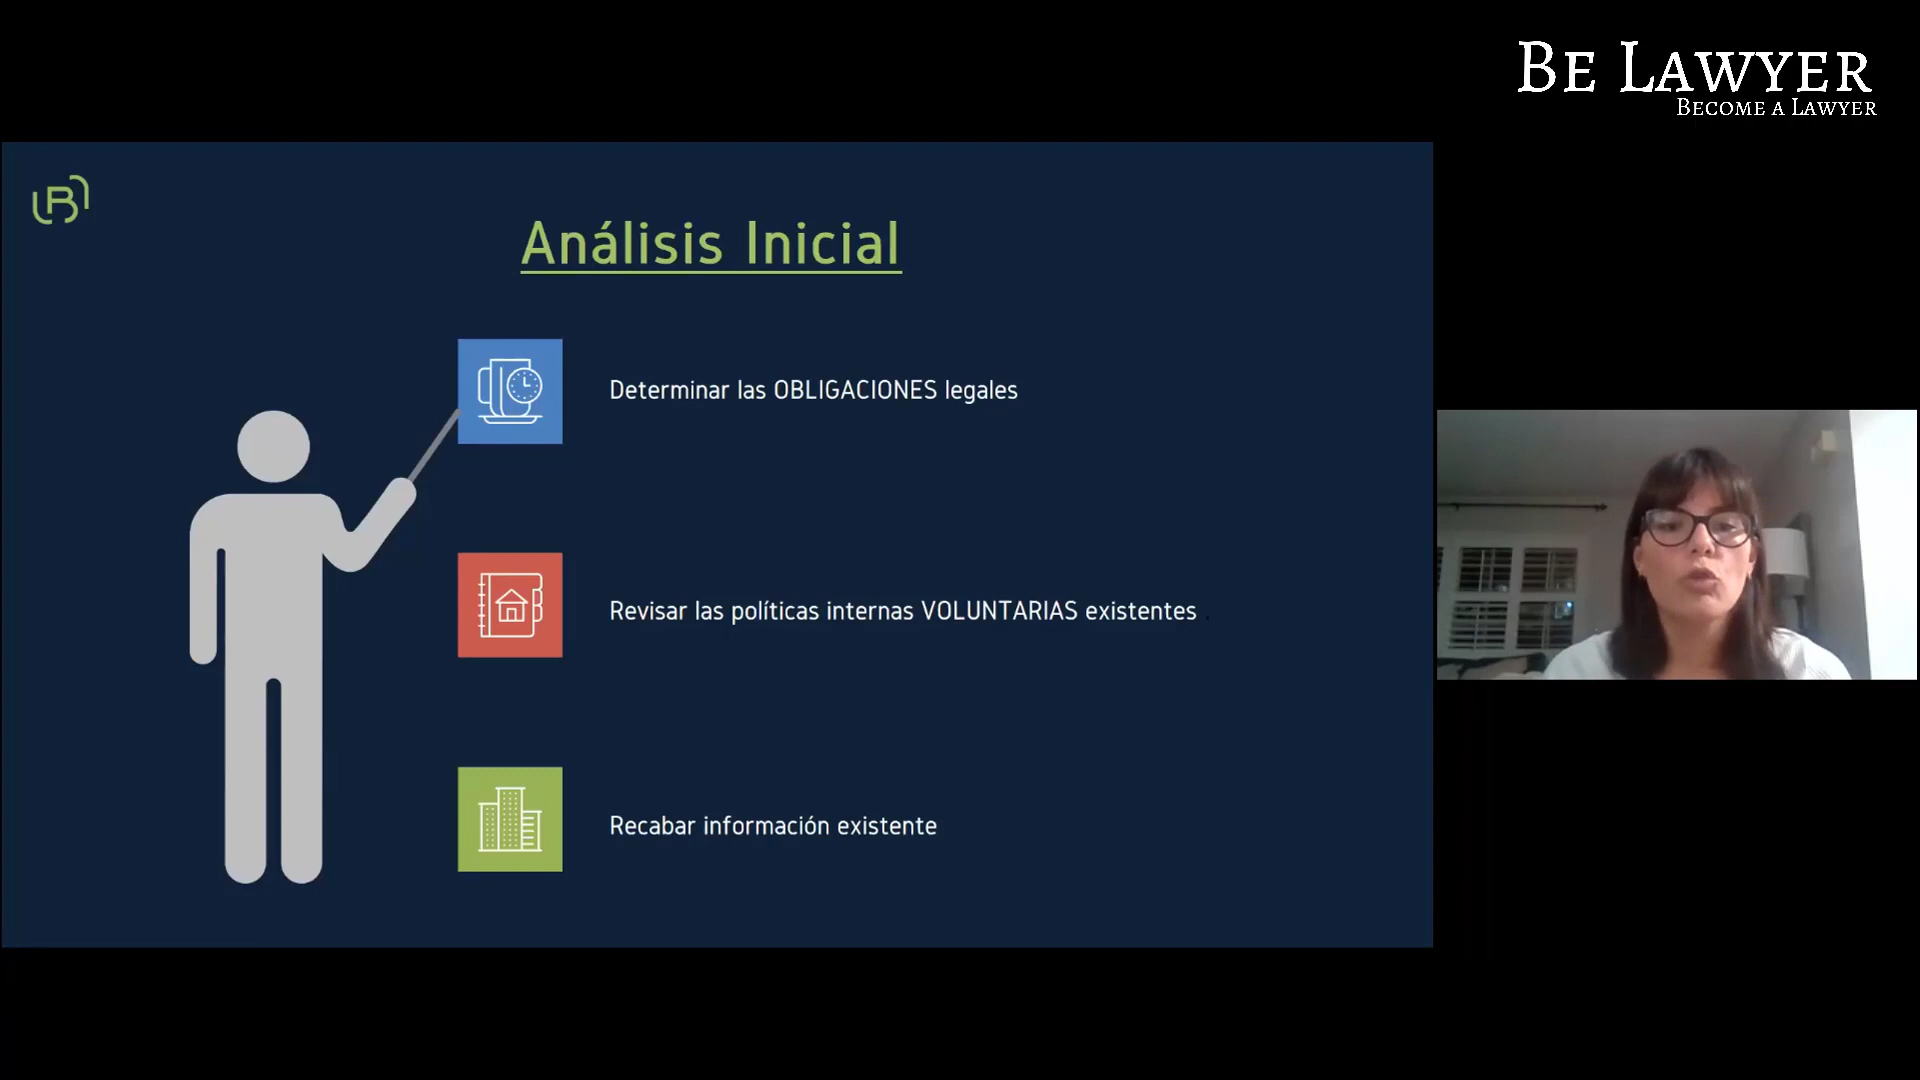 BE LAWYER
BECOME A LAWYER
Análisis Inicial
Determinar las OBLIGACIONES legales
Revisar las políticas internas VOLUNTARIAS existentes .
Recabar información existente